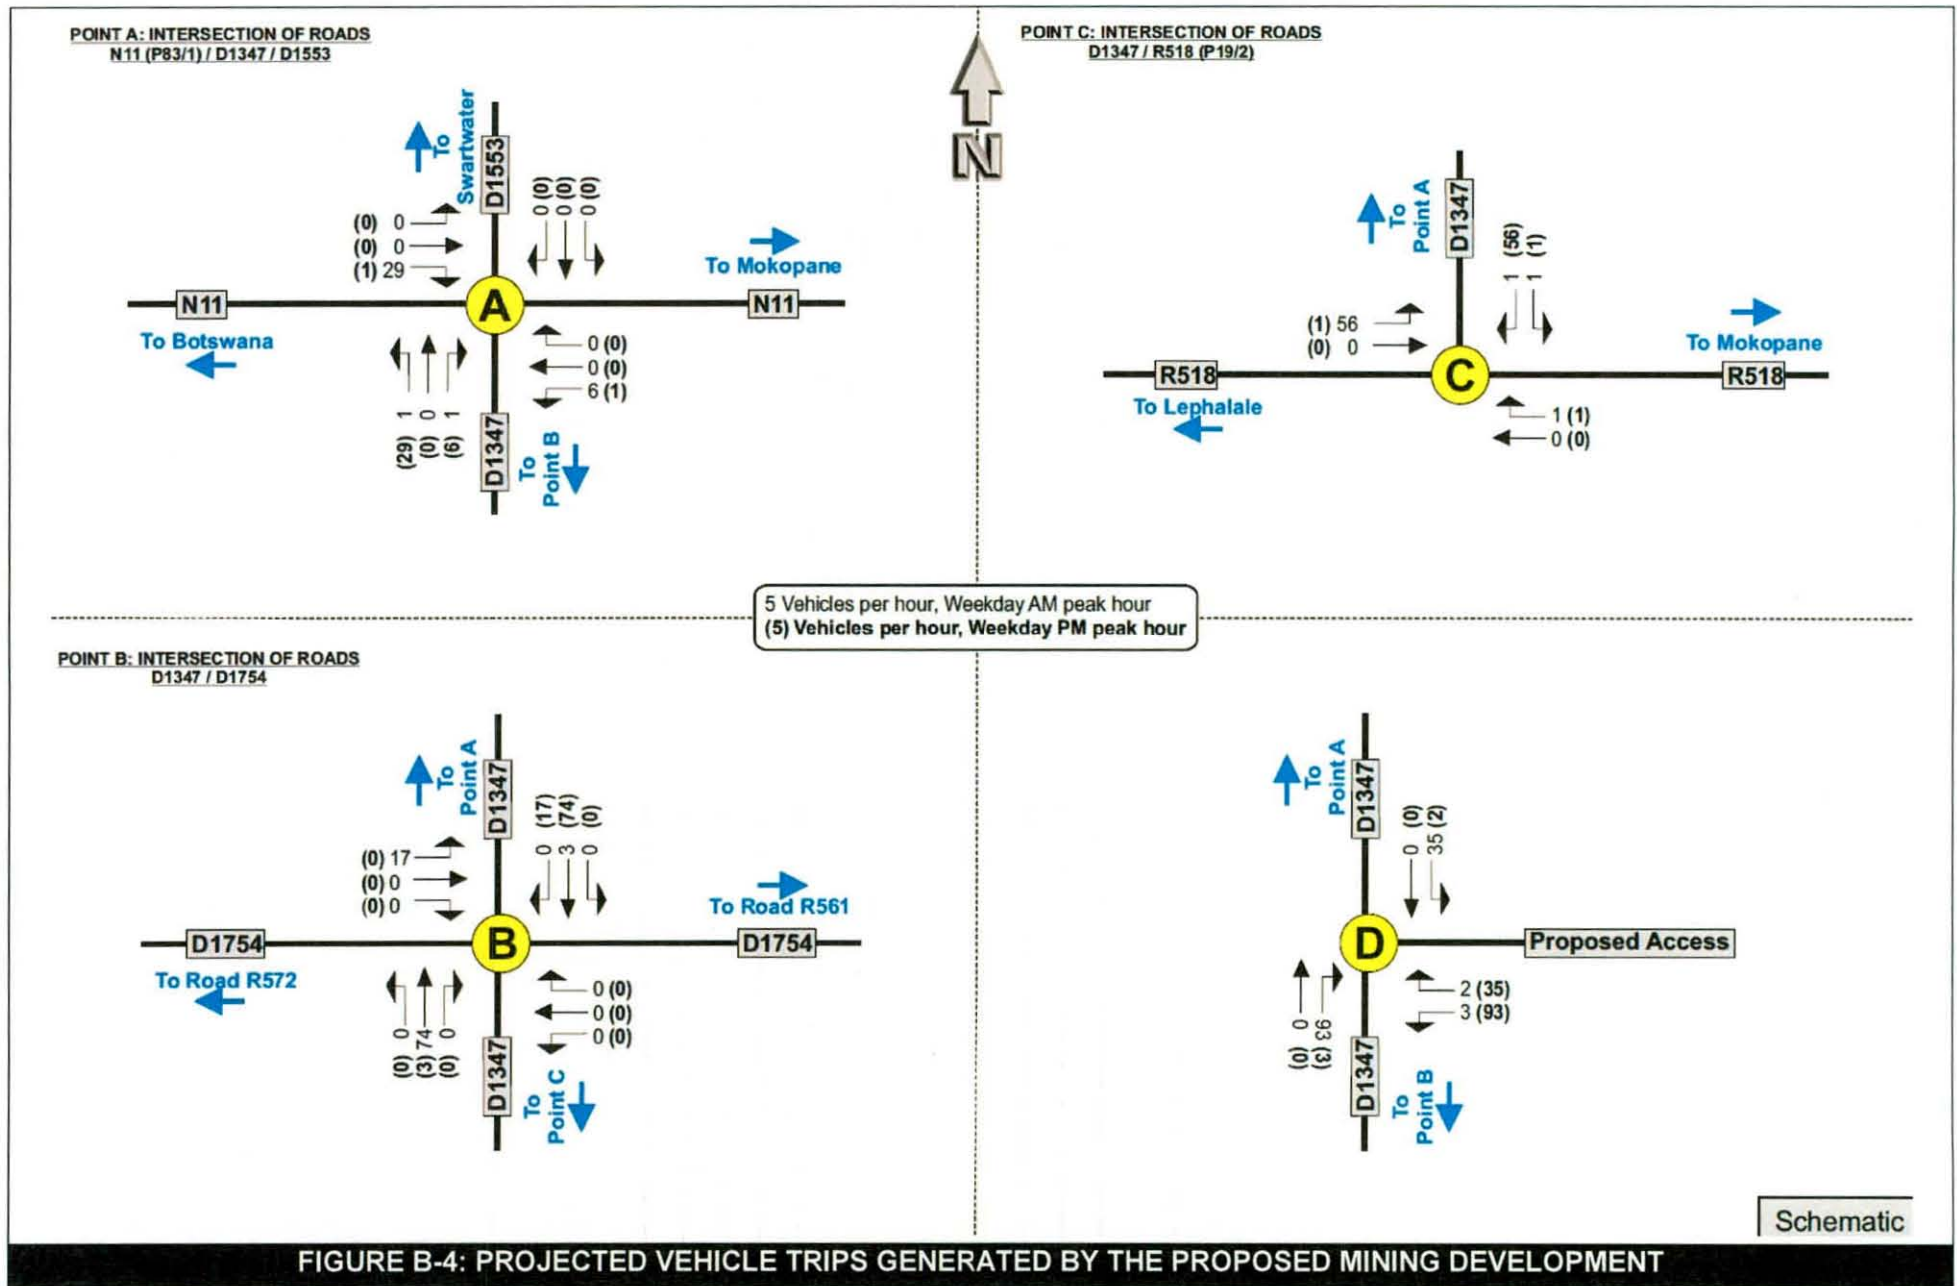 POINT A: INTERSECTION OF ROADS
N11 (P83/1) / D1347 / D1553
To
Swartwater
D1553
(0) 0
(0) 0
(1) 29
0 (0)
0 (0)
0 (0)
To Mokopane
N11
A
N11
To Botswana
0 (0)
0 (0)
6 (1)
(29) 1
(0) 0
(6) 1
D1347
To
Point B
N
POINT C: INTERSECTION OF ROADS
D1347 / R518 (P19/2)
To
Point A
D1347
1 (56)
1 (1)
(1) 56
(0) 0
To Mokopane
R518
C
R518
To Lephalale
1 (1)
0 (0)
5 Vehicles per hour, Weekday AM peak hour
(5) Vehicles per hour, Weekday PM peak hour
POINT B: INTERSECTION OF ROADS
D1347 / D1754
To
Point A
D1347
0 (17)
3 (74)
0 (0)
(0) 17
(0) 0
(0) 0
To Road R561
D1754
B
D1754
To Road R572
0 (0)
0 (0)
0 (0)
(0) 0
(3) 74
(0) 0
D1347
To
Point C
To
Point A
D1347
0 (0)
35 (2)
D
Proposed Access
2 (35)
3 (93)
(0) 0
93 (3)
D1347
To
Point B
Schematic
FIGURE B-4: PROJECTED VEHICLE TRIPS GENERATED BY THE PROPOSED MINING DEVELOPMENT